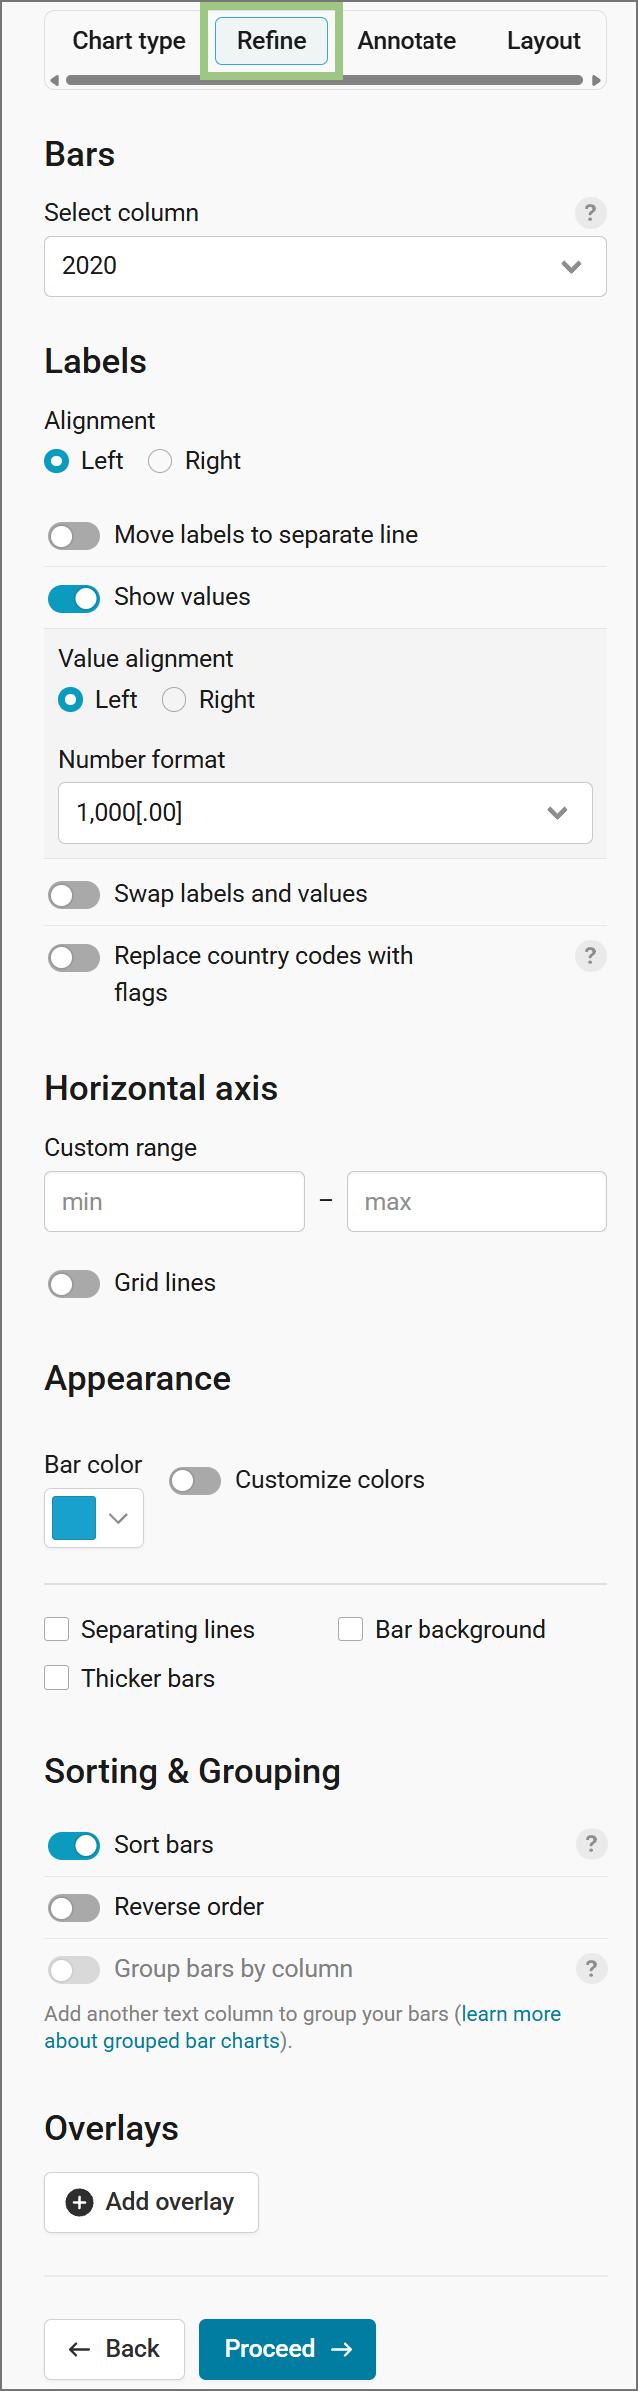 Chart type Refine Annotate Layout
Bars
Select column ?
2020
Labels
Alignment
Left Right
Move labels to separate line
Show values
Value alignment
Left Right
Number format
1,000[.00]
Swap labels and values
Replace country codes with ?
flags
Horizontal axis
Custom range
min – max
Grid lines
Appearance
Bar color
Customize colors
Separating lines Bar background
Thicker bars
Sorting & Grouping
Sort bars ?
Reverse order
Group bars by column ?
Add another text column to group your bars (learn more
about grouped bar charts).
Overlays
Add overlay
← Back Proceed →